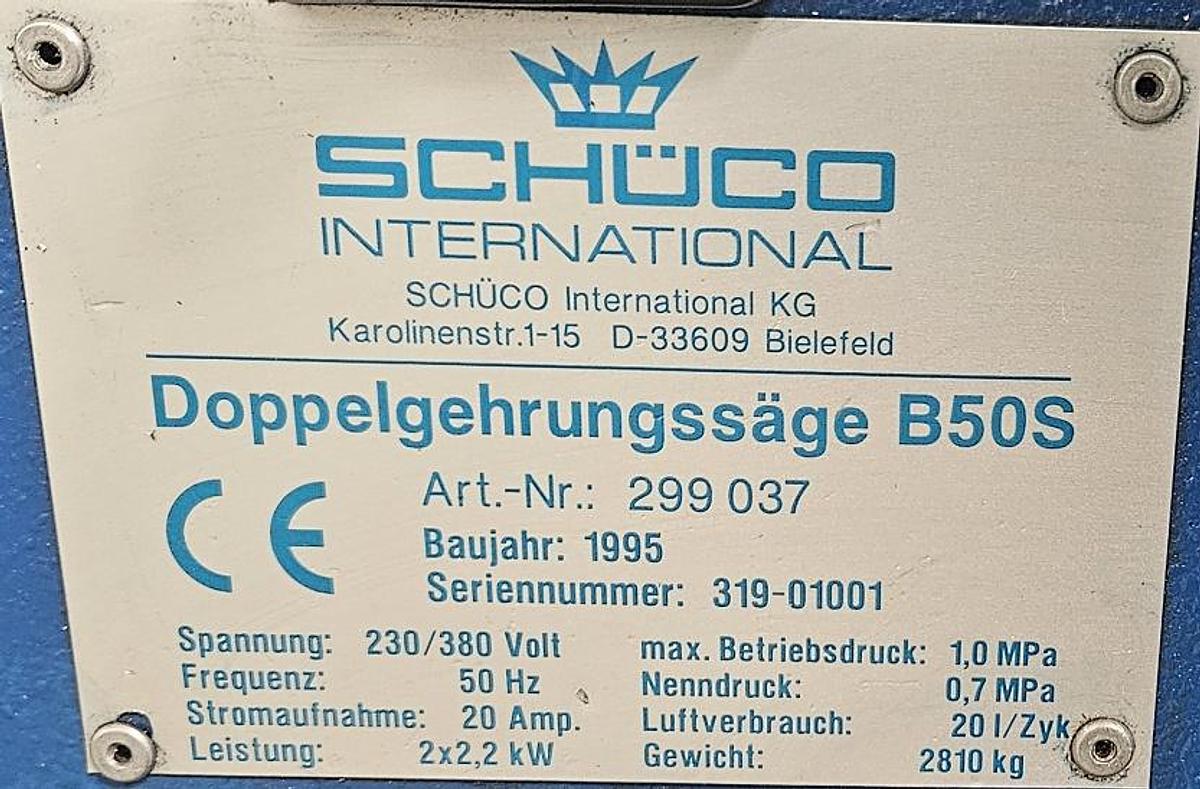 SCHÜCO
INTERNATIONAL
SCHÜCO International KG
Karolinenstr.1-15 D-33609 Bielefeld
Doppelgehrungssäge B50S
CE
Art.-Nr.: 299 037
Baujahr: 1995
Seriennummer: 319-01001
Spannung: 230/380 Volt
Frequenz: 50 Hz
Stromaufnahme: 20 Amp.
Leistung: 2x2,2 kW
max. Betriebsdruck: 1,0 MPa
Nenndruck: 0,7 MPa
Luftverbrauch: 20 l/Zyk
Gewicht: 2810 kg